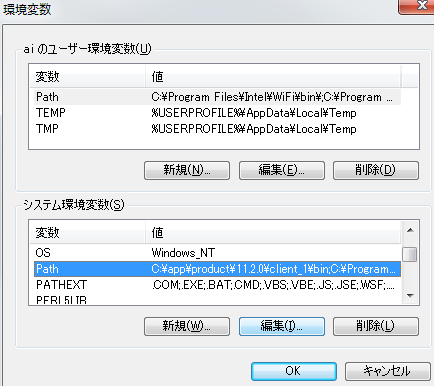 環境変数
ai のユーザー環境変数(U)
変数 値
Path C:¥Program Files¥Intel¥WiFi¥bin¥;C:¥Program ...
TEMP %USERPROFILE%¥AppData¥Local¥Temp
TMP %USERPROFILE%¥AppData¥Local¥Temp
新規(N)... 編集(E)... 削除(D)
システム環境変数(S)
変数 値
OS Windows_NT
Path C:¥app¥product¥11.2.0¥client_1¥bin;C:¥Program...
PATHEXT .COM;.EXE;.BAT;.CMD;.VBS;.VBE;.JS;.JSE;.WSF;....
PERL5LIB
新規(W)... 編集(I)... 削除(L)
OK キャンセル